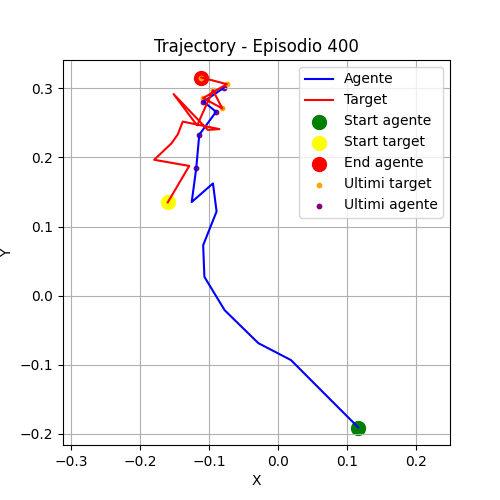 Trajectory - Episodio 400
Agente
Target
Start agente
Start target
End agente
Ultimi target
Ultimi agente
0.3
0.2
0.1
0.0
−0.1
−0.2
Y
−0.3
−0.2
−0.1
0.0
0.1
0.2
X